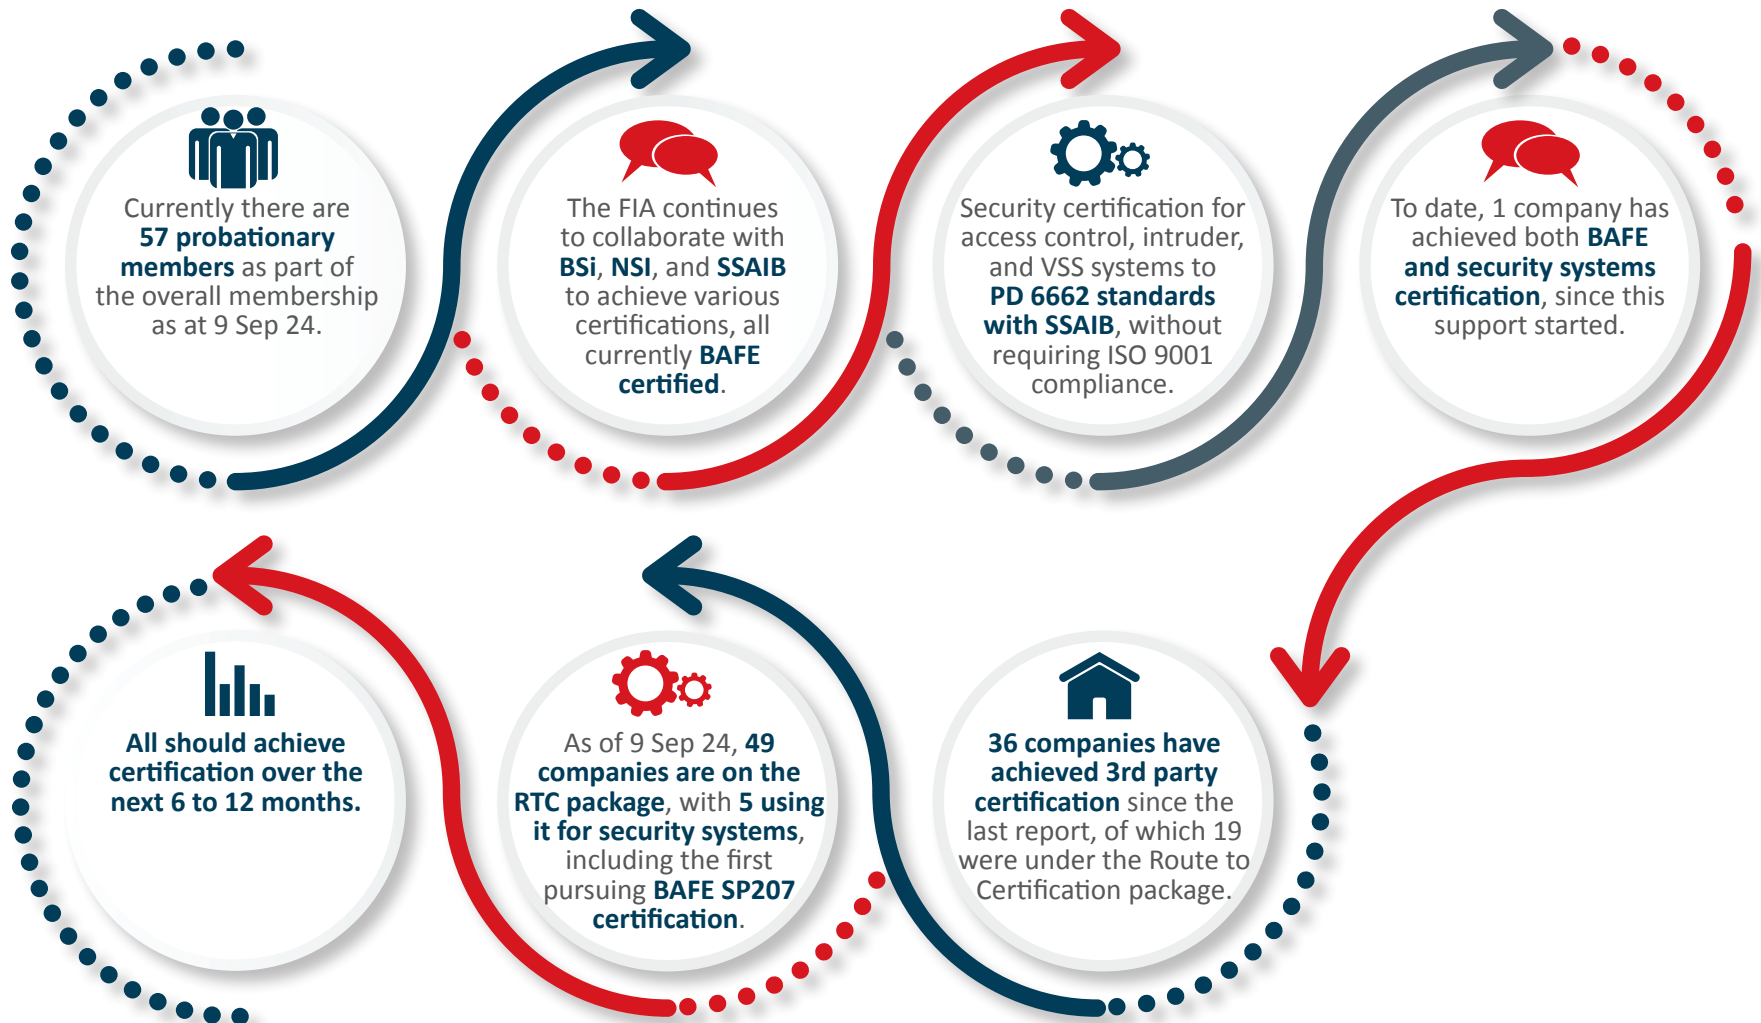 Currently there are
57 probationary
members as part of
the overall membership
as at 9 Sep 24.
The FIA continues
to collaborate with
BSi, NSI, and SSAIB
to achieve various
certifications, all
currently BAFE
certified.
Security certification for
access control, intruder,
and VSS systems to
PD 6662 standards
with SSAIB, without
requiring ISO 9001
compliance.
To date, 1 company has
achieved both BAFE
and security systems
certification, since this
support started.
36 companies have
achieved 3rd party
certification since the
last report, of which 19
were under the Route to
Certification package.
As of 9 Sep 24, 49
companies are on the
RTC package, with 5 using
it for security systems,
including the first
pursuing BAFE SP207
certification.
All should achieve
certification over the
next 6 to 12 months.